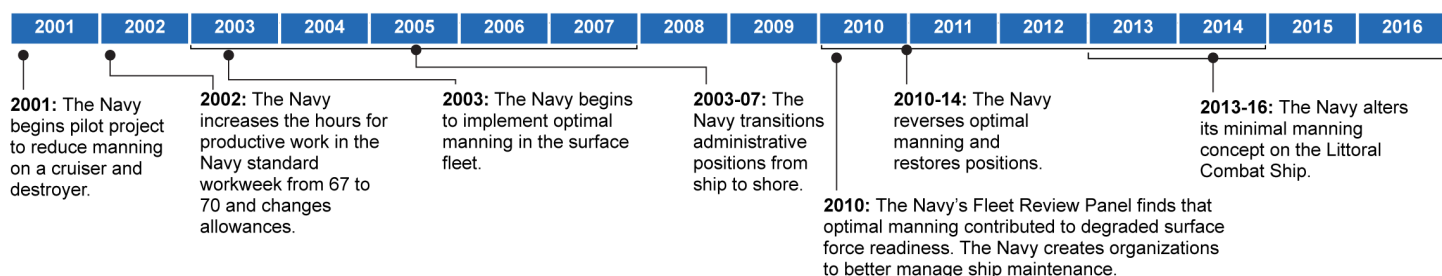 2001 2002 2003 2004 2005 2006 2007 2008 2009 2010 2011 2012 2013 2014 2015 2016
2001: The Navy
begins pilot project
to reduce manning
on a cruiser and
destroyer.
2002: The Navy
increases the hours for
productive work in the
Navy standard
workweek from 67 to
70 and changes
allowances.
2003: The Navy begins
to implement optimal
manning in the surface
fleet.
2003-07: The
Navy transitions
administrative
positions from
ship to shore.
2010-14: The Navy
reverses optimal
manning and
restores positions.
2010: The Navy's Fleet Review Panel finds that
optimal manning contributed to degraded surface
force readiness. The Navy creates organizations
to better manage ship maintenance.
2013-16: The Navy alters
its minimal manning
concept on the Littoral
Combat Ship.